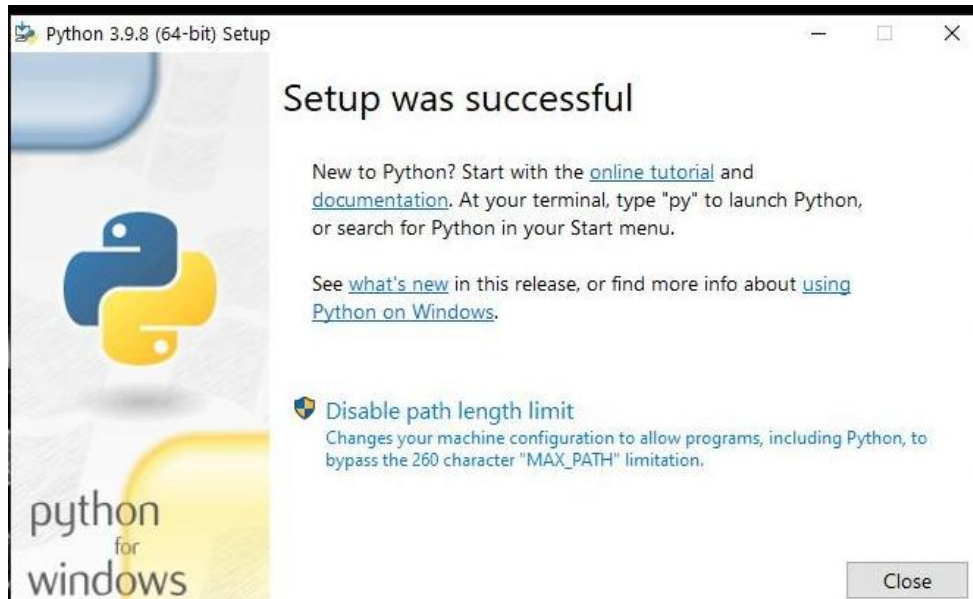 Python 3.9.8 (64-bit) Setup
Setup was successful
New to Python? Start with the online tutorial and
documentation. At your terminal, type "py" to launch Python,
or search for Python in your Start menu.
See what's new in this release, or find more info about using
Python on Windows.
Disable path length limit
Changes your machine configuration to allow programs, including Python, to
bypass the 260 character "MAX_PATH" limitation.
python
for
windows
Close